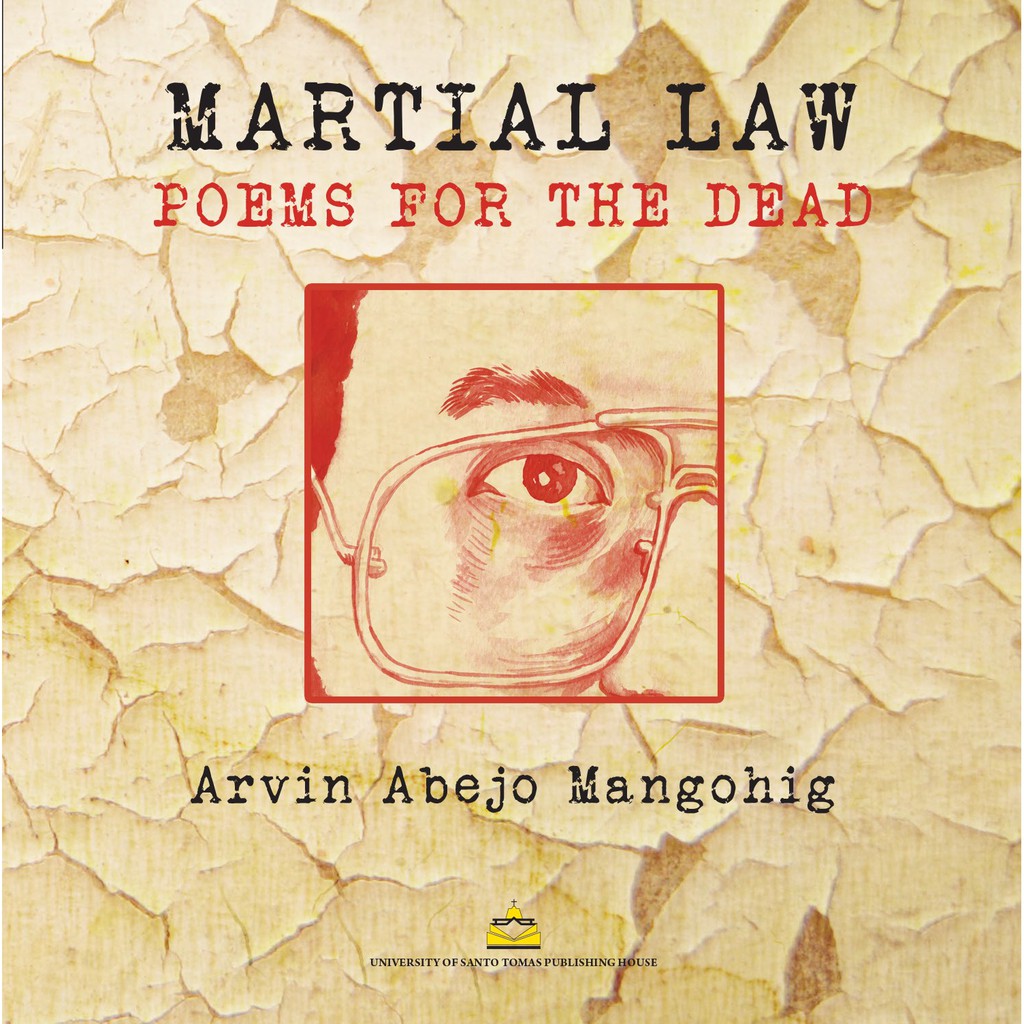 MARTIAL LAW
POEMS FOR THE DEAD
Arvin Abejo Mangohig
UNIVERSITY OF SANTO TOMAS PUBLISHING HOUSE